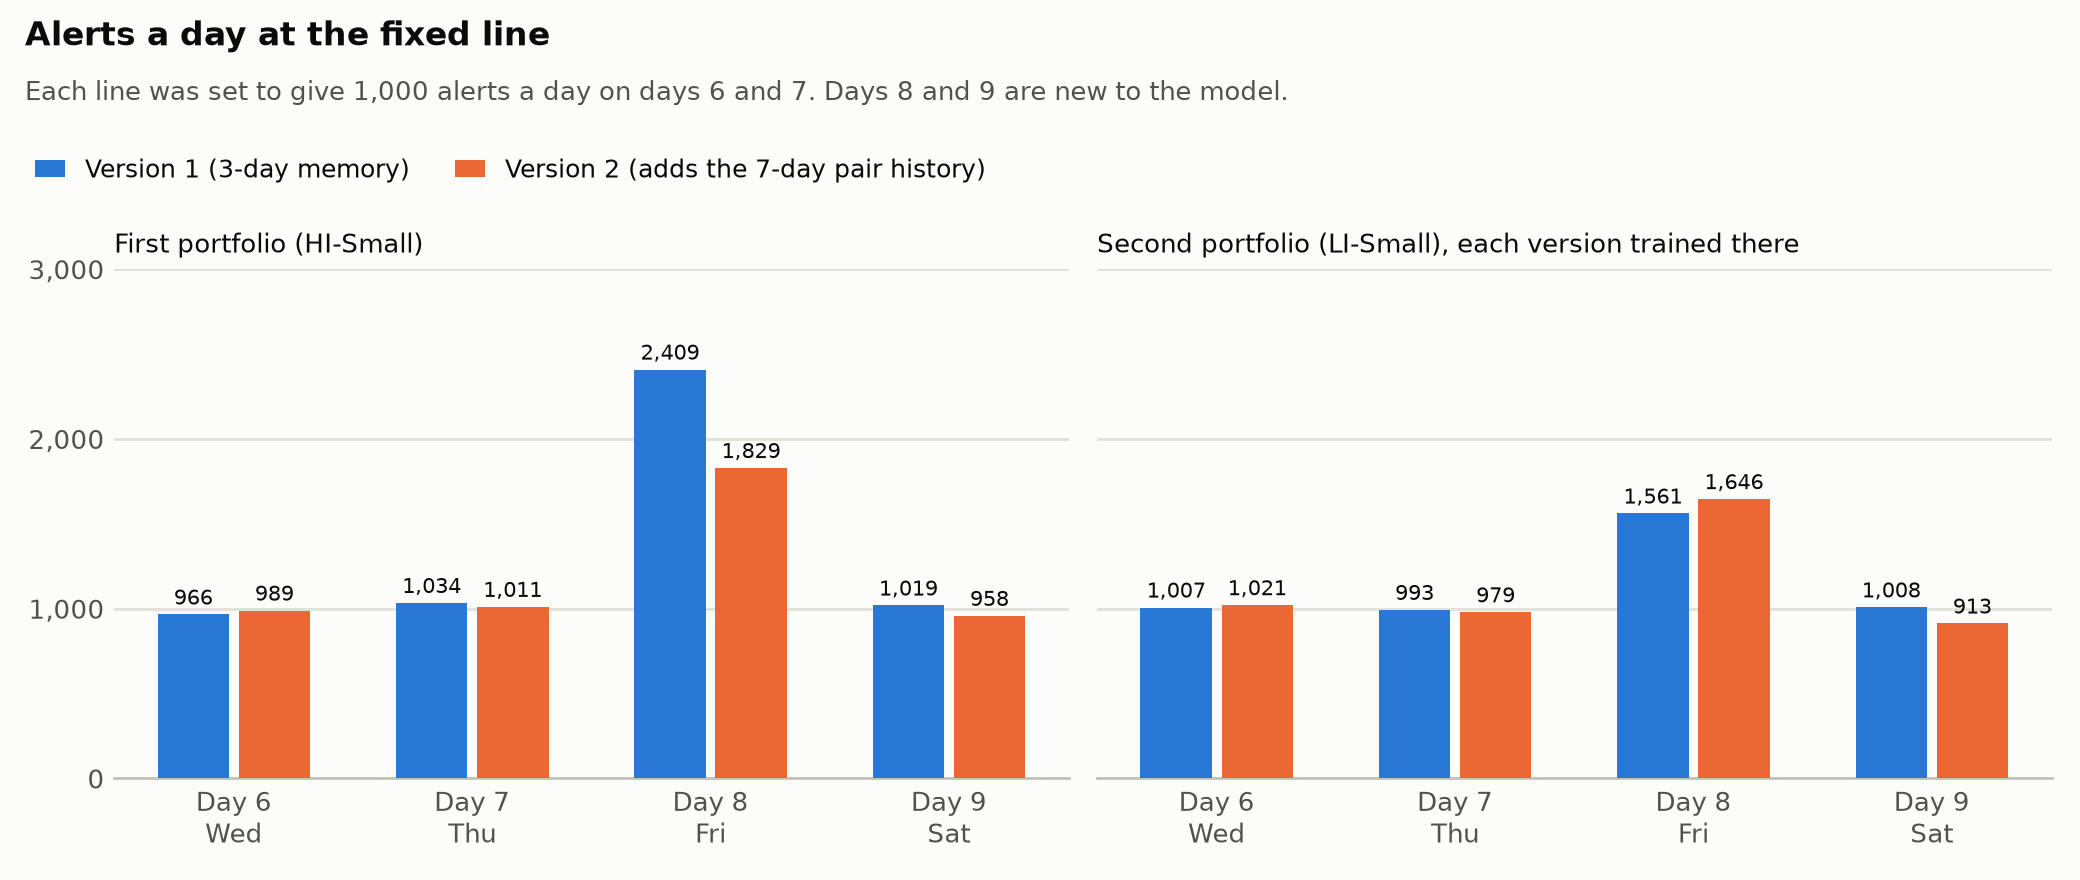 Alerts a day at the fixed line
Each line was set to give 1,000 alerts a day on days 6 and 7. Days 8 and 9 are new to the model.
Version 1 (3-day memory)
Version 2 (adds the 7-day pair history)
First portfolio (HI-Small)
3,000
2,000
1,000
0
966
989
1,034
1,011
2,409
1,829
1,019
958
Day 6
Wed
Day 7
Thu
Day 8
Fri
Day 9
Sat
Second portfolio (LI-Small), each version trained there
1,007
1,021
993
979
1,561
1,646
1,008
913
Day 6
Wed
Day 7
Thu
Day 8
Fri
Day 9
Sat